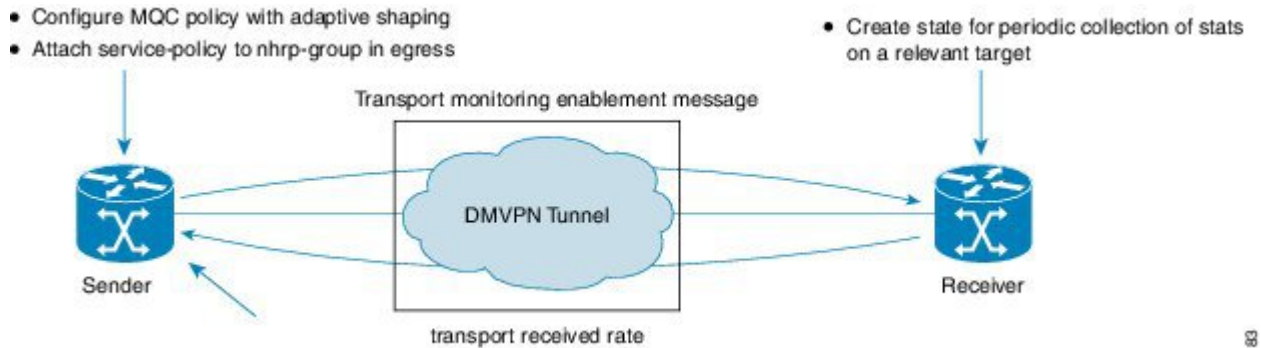 • Configure MQC policy with adaptive shaping
• Attach service-policy to nhrp-group in egress
• Create state for periodic collection of stats
on a relevant target
Transport monitoring enablement message
DMVPN Tunnel
Sender
Receiver
transport received rate
83